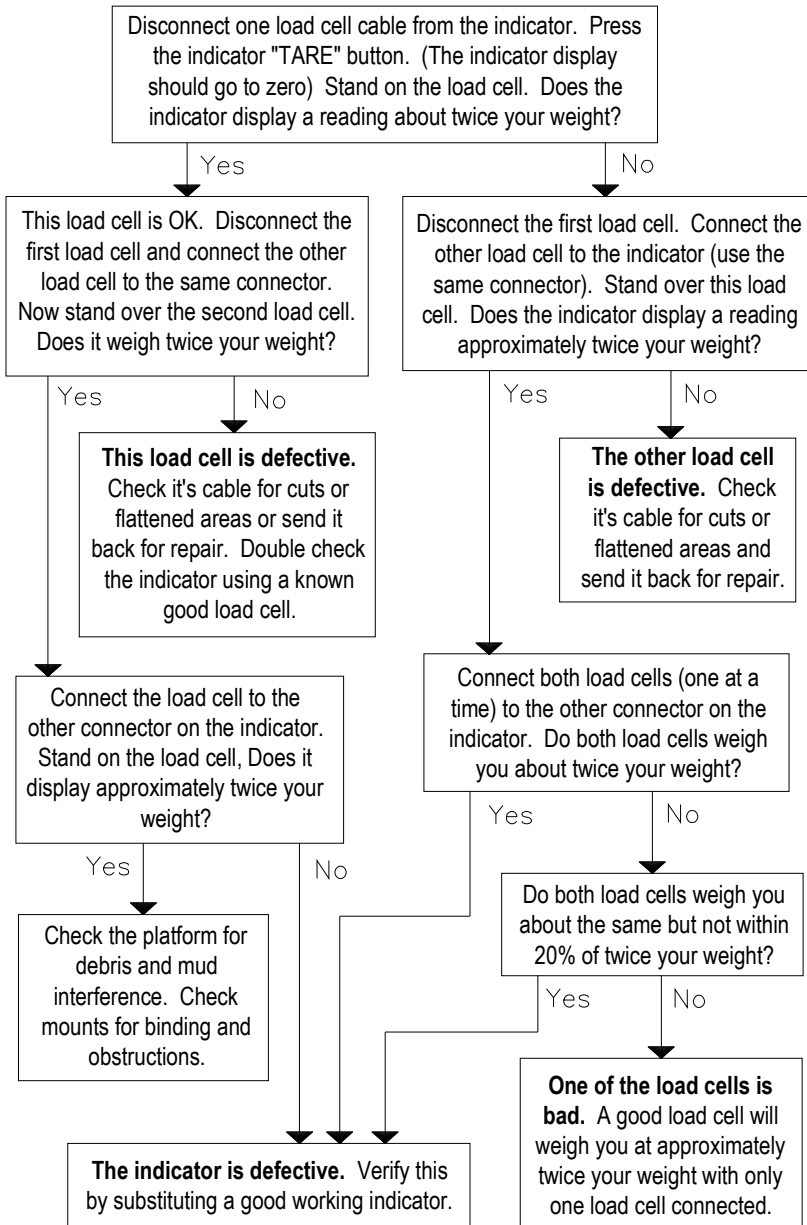 Disconnect one load cell cable from the indicator.  Press
the indicator "TARE" button.  (The indicator display
should go to zero)  Stand on the load cell.  Does the
indicator display a reading about twice your weight?
Yes
No
This load cell is OK.  Disconnect the
first load cell and connect the other
load cell to the same connector.
Now stand over the second load cell.
Does it weigh twice your weight?
Disconnect the first load cell.  Connect the
other load cell to the indicator (use the
same connector).  Stand over this load
cell.  Does the indicator display a reading
approximately twice your weight?
Yes
No
Yes
No
This load cell is defective.
Check it's cable for cuts or
flattened areas or send it
back for repair.  Double check
the indicator using a known
good load cell.
The other load cell
is defective.  Check
it's cable for cuts or
flattened areas and
send it back for repair.
Connect the load cell to the
other connector on the indicator.
Stand on the load cell, Does it
display approximately twice your
weight?
Connect both load cells (one at a
time) to the other connector on the
indicator.  Do both load cells weigh
you about twice your weight?
Yes
No
Yes
No
Check the platform for
debris and mud
interference.  Check
mounts for binding and
obstructions.
Do both load cells weigh you
about the same but not within
20% of twice your weight?
Yes
No
The indicator is defective.  Verify this
by substituting a good working indicator.
One of the load cells is
bad.  A good load cell will
weigh you at approximately
twice your weight with only
one load cell connected.